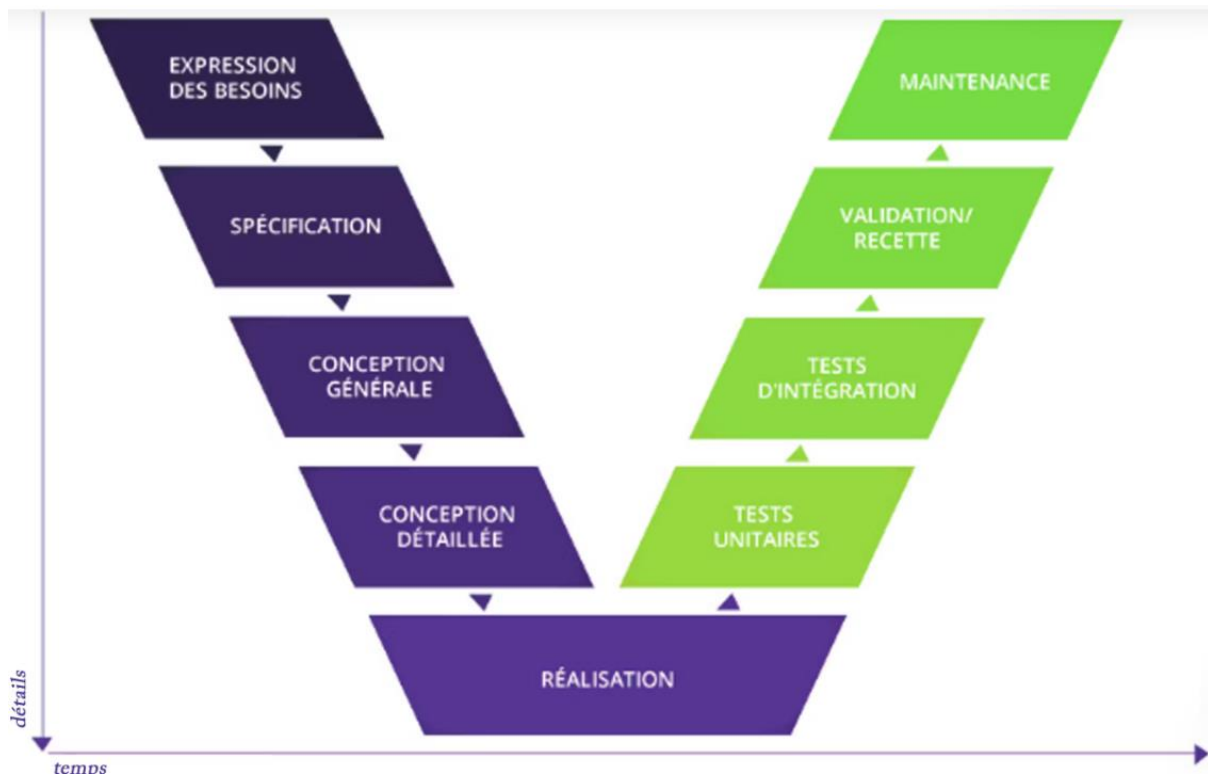 EXPRESSION
DES BESOINS
SPÉCIFICATION
CONCEPTION
GÉNÉRALE
CONCEPTION
DÉTAILLÉE
RÉALISATION
TESTS
UNITAIRES
TESTS
D'INTÉGRATION
VALIDATION/
RECETTE
MAINTENANCE
détails
temps